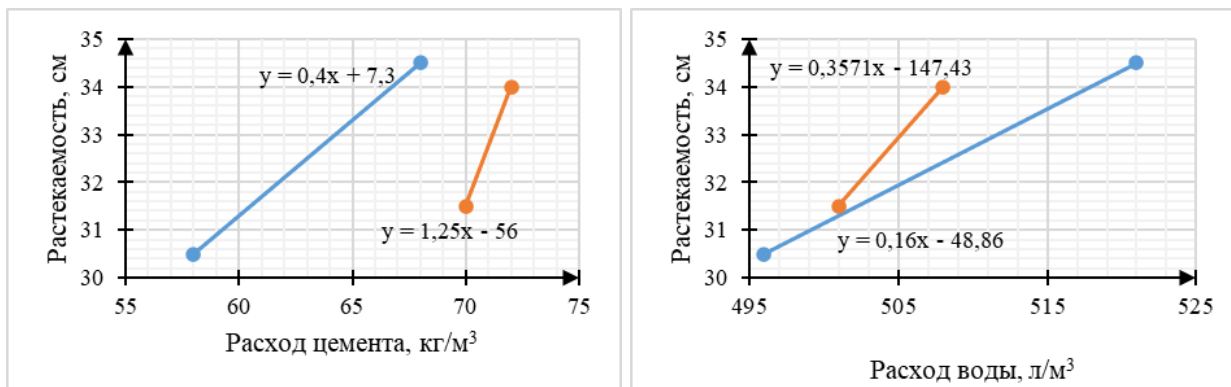 35
34
33
32
31
30
Растекаемость, см
y = 0,4x + 7,3
y = 1,25x - 56
55 60 65 70 75
Расход цемента, кг/м³
35
34
33
32
31
30
Растекаемость, см
y = 0,3571x - 147,43
y = 0,16x - 48,86
495 505 515 525
Расход воды, л/м³